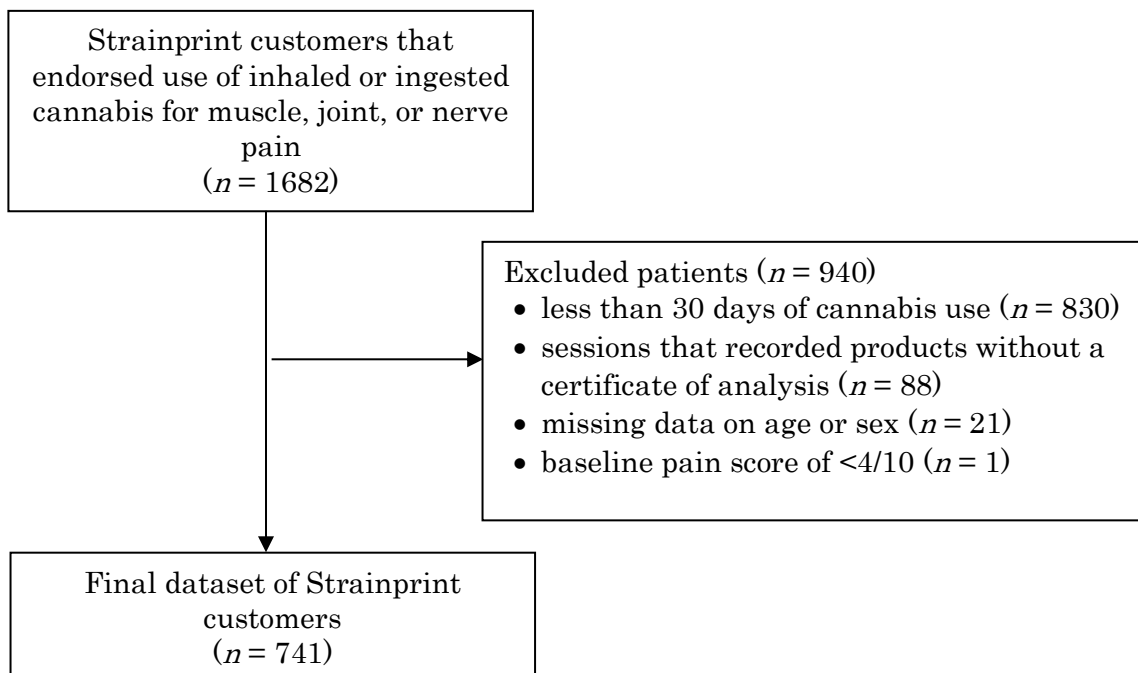 Strainprint customers that
endorsed use of inhaled or ingested
cannabis for muscle, joint, or nerve
pain
(n = 1682)
Excluded patients (n = 940)
• less than 30 days of cannabis use (n = 830)
• sessions that recorded products without a
certificate of analysis (n = 88)
• missing data on age or sex (n = 21)
• baseline pain score of <4/10 (n = 1)
Final dataset of Strainprint
customers
(n = 741)